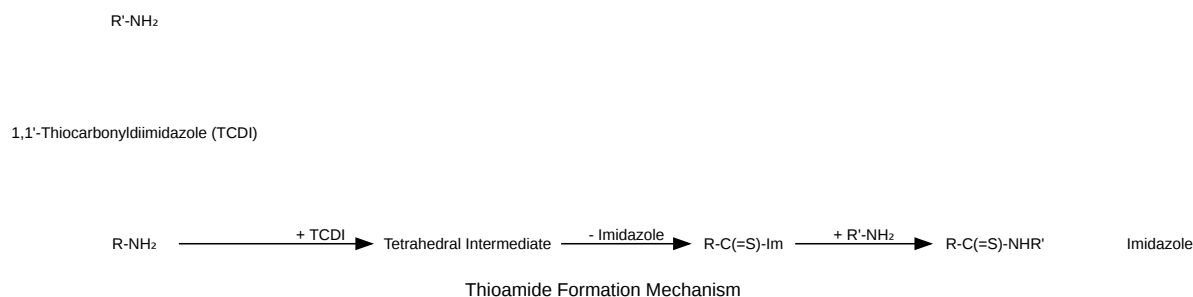 R'-NH₂
1,1'-Thiocarbonyldiimidazole (TCDI)
R-NH₂
+ TCDI
Tetrahedral Intermediate
- Imidazole
R-C(=S)-Im
+ R'-NH₂
R-C(=S)-NHR'
Imidazole
Thioamide Formation Mechanism